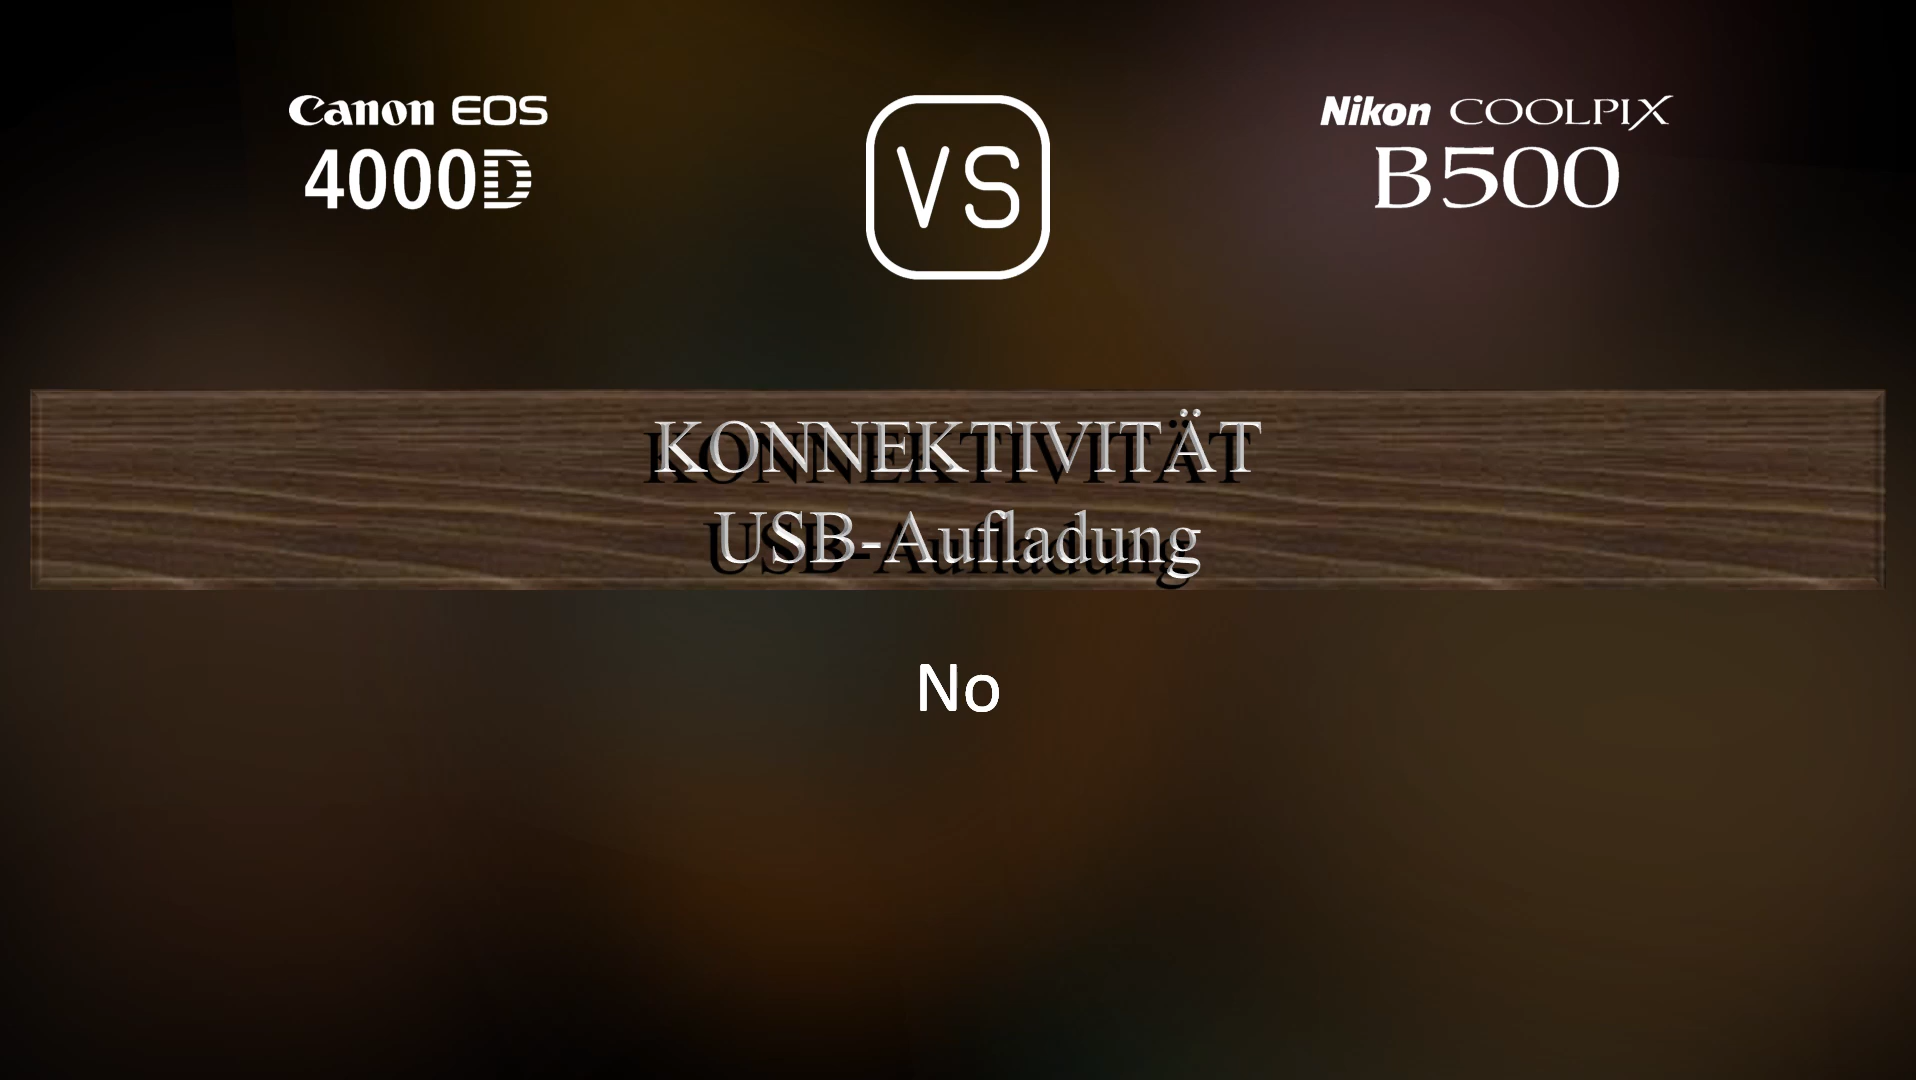 Canon EOS
4000D
VS
Nikon COOLPIX
B500
KONNEKTIVITÄT
USB-Aufladung
No